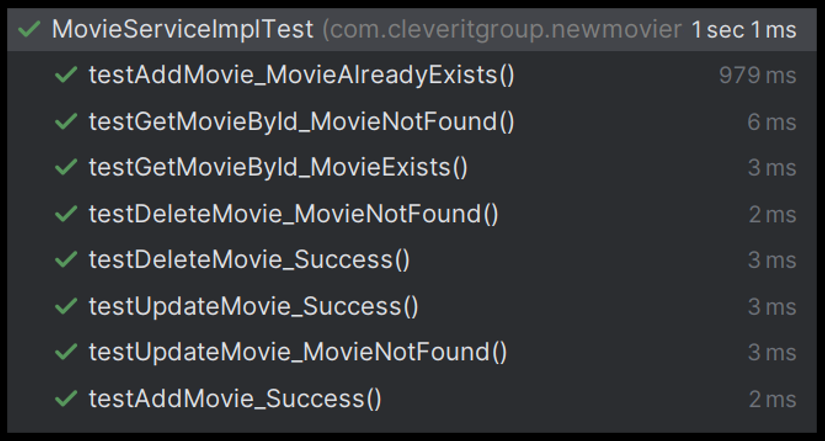 MovieServiceImplTest (com.cleveritgroup.newmovier 1 sec 1 ms
testAddMovie_MovieAlreadyExists() 979 ms
testGetMovieById_MovieNotFound() 6 ms
testGetMovieById_MovieExists() 3 ms
testDeleteMovie_MovieNotFound() 2 ms
testDeleteMovie_Success() 3 ms
testUpdateMovie_Success() 3 ms
testUpdateMovie_MovieNotFound() 3 ms
testAddMovie_Success() 2 ms